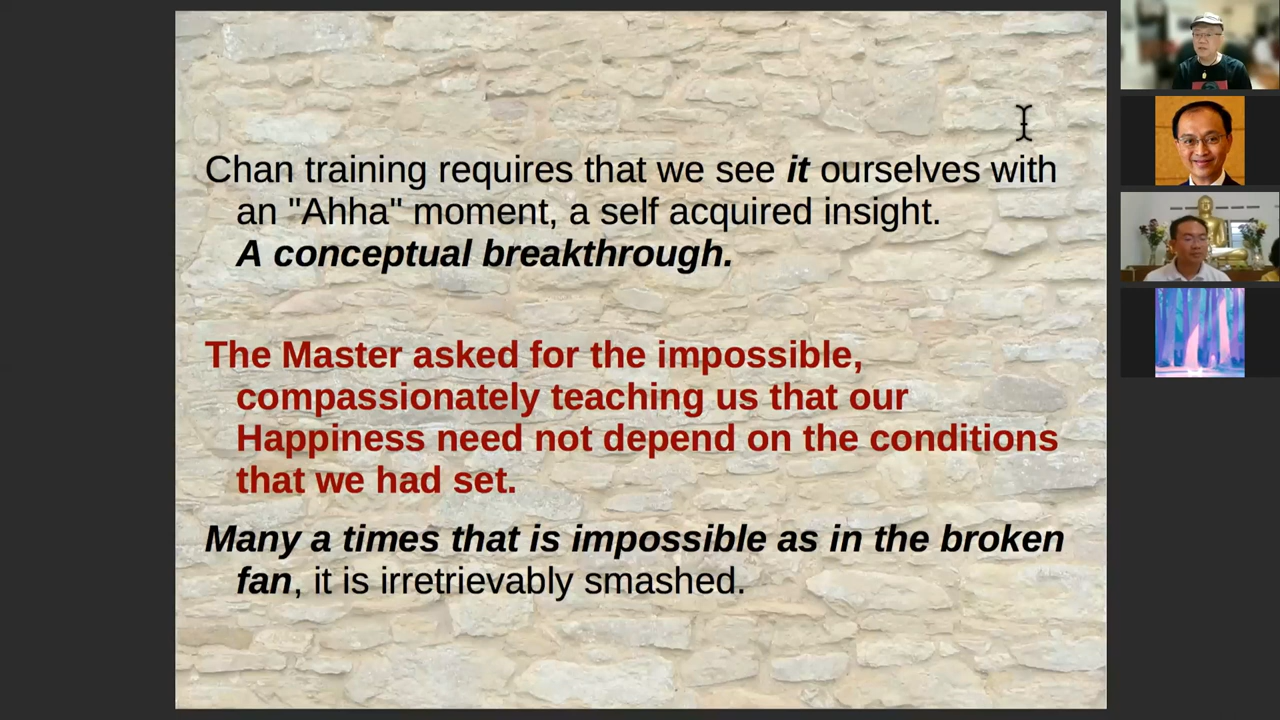 Chan training requires that we see it ourselves with
an "Ahha" moment, a self acquired insight.
A conceptual breakthrough.
The Master asked for the impossible,
compassionately teaching us that our
Happiness need not depend on the conditions
that we had set.
Many a times that is impossible as in the broken
fan, it is irretrievably smashed.